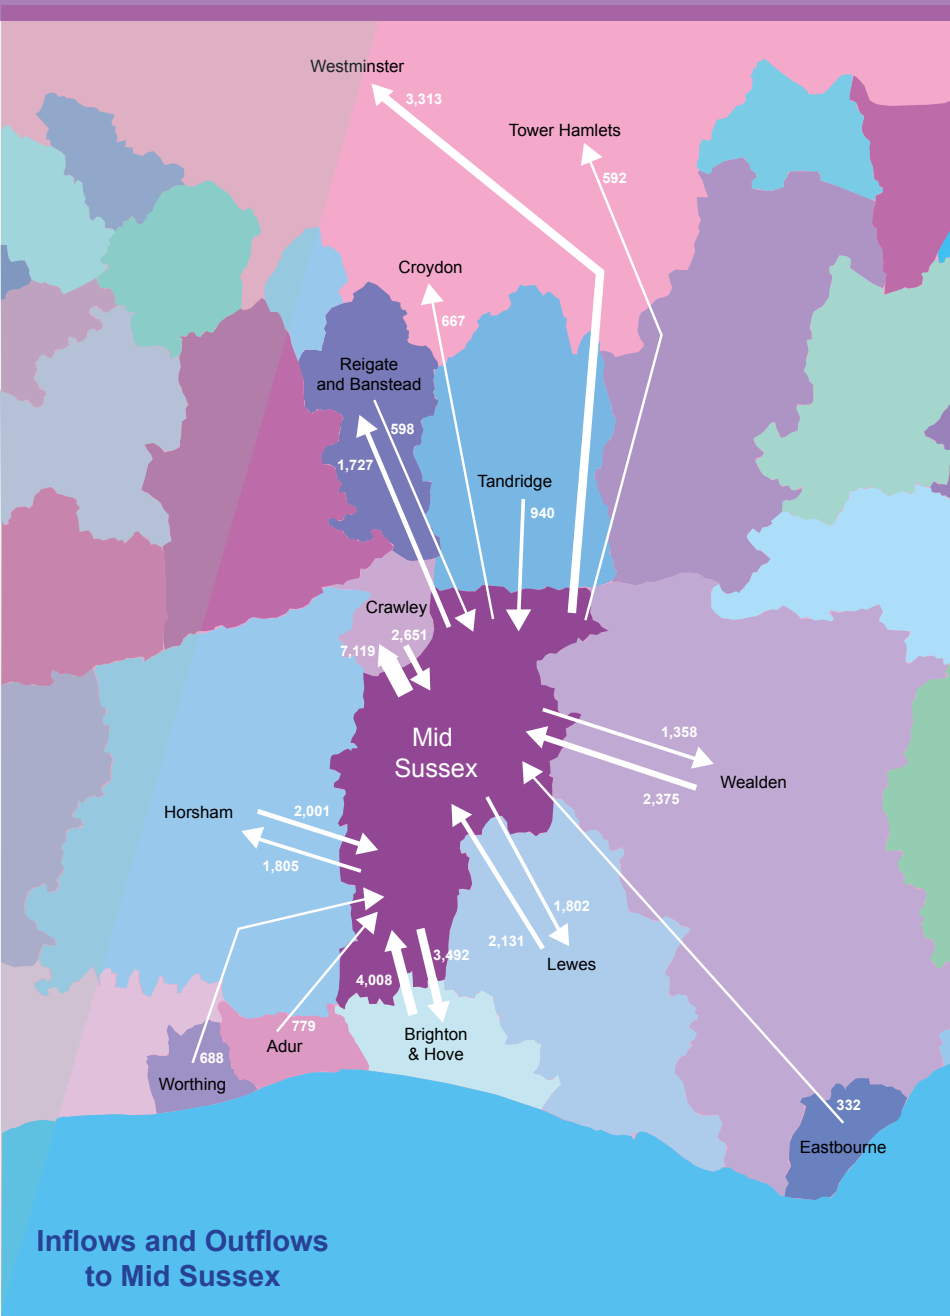 Westminster
3,313
Tower Hamlets
592
Croydon
667
Reigate
and Banstead
598
1,727
Tandridge
940
Crawley
2,651
7,119
Mid
Sussex
1,358
Wealden
2,375
Horsham
2,001
1,805
1,802
2,131
Lewes
3,492
4,008
Brighton
& Hove
779
Adur
688
Worthing
332
Eastbourne
Inflows and Outflows
to Mid Sussex